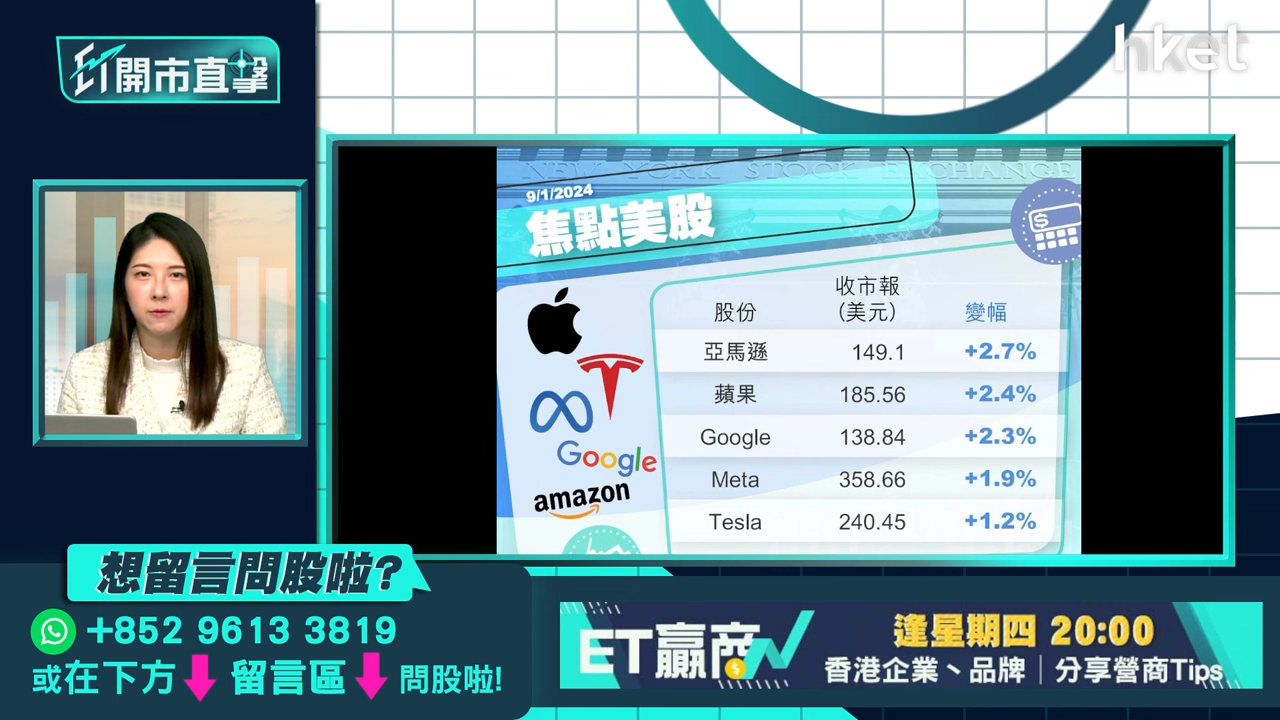 ET開市直擊
hket
NEW YORK STOCK EXCHANGE
9/1/2024
焦點美股
$
股份
收市報
(美元)
變幅
亞馬遜 149.1 +2.7%
蘋果 185.56 +2.4%
Google 138.84 +2.3%
Meta 358.66 +1.9%
Tesla 240.45 +1.2%
Google
amazon
想留言問股啦?
+852 9613 3819
或在下方 留言區 問股啦!
ET贏商
$
逢星期四 20:00
香港企業、品牌｜分享營商Tips